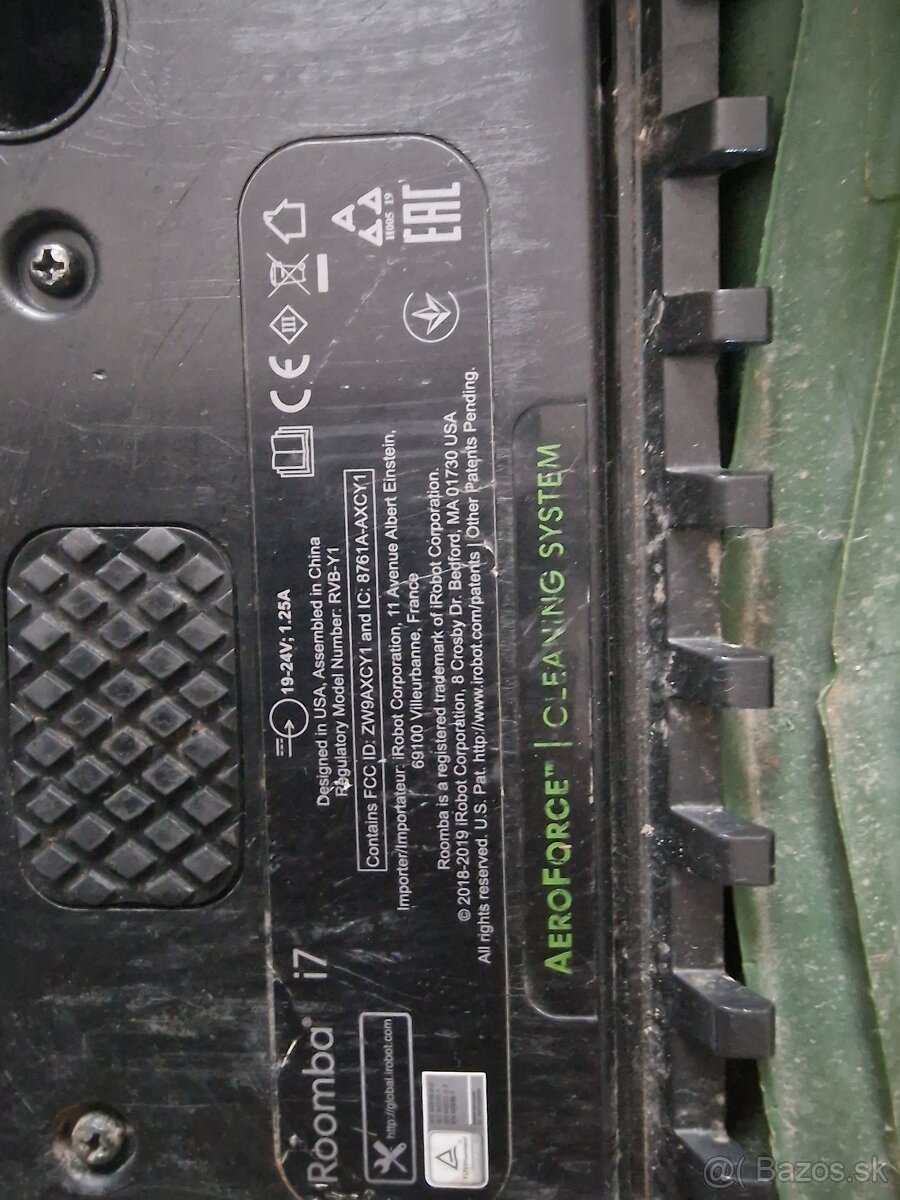 Roomba® i7
http://global.irobot.com
19-24V; 1.25A
Designed in USA, Assembled in China
Regulatory Model Number: RVB-Y1
Contains FCC ID: ZW9AXCY1 and IC: 8761A-AXCY1
Importer/Importateur: iRobot Corporation, 11 Avenue Albert Einstein,
69100 Villeurbanne, France
Roomba is a registered trademark of iRobot Corporation.
© 2018-2019 iRobot Corporation, 8 Crosby Dr. Bedford, MA 01730 USA
All rights reserved. U.S. Pat. http://www.irobot.com/patents | Other Patents Pending.
CE
III
H005 19
EAC
AEROFORCE™ | CLEANING SYSTEM
@( Bazos.sk